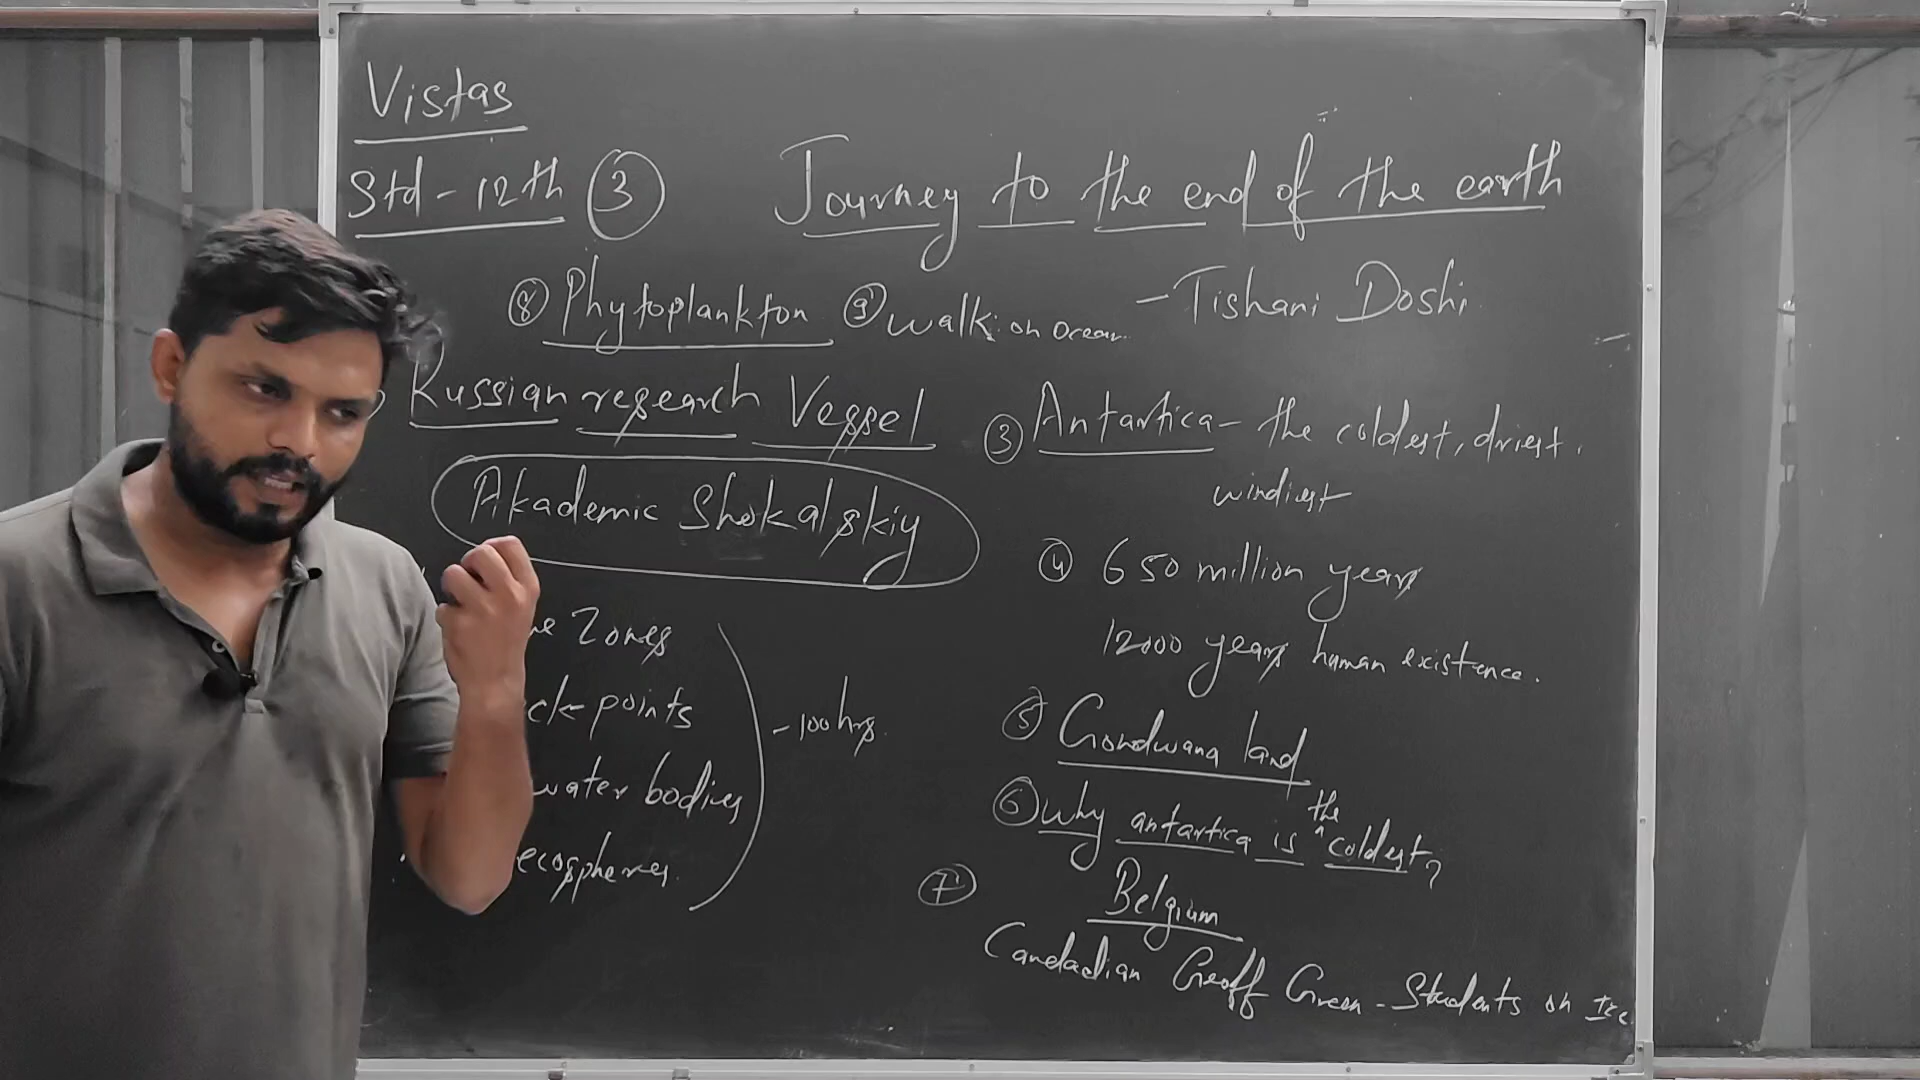 Vistas
Std - 12th ③ Journey to the end of the earth
- Tishani Doshi
⑧ Phytoplankton ⑨ walk on ocean
Russian research Vessel
Akademic Shokalskiy
Zones
points
water bodies
ecospheres
- 100 hrs
③ Antartica - the coldest, driest,
windiest
④ 650 million years
12000 years human existence.
⑤ Gondwana land
⑥ Why antartica is the coldest?
⑦ Belgium
Candadian Geoff Green - Students on Ice